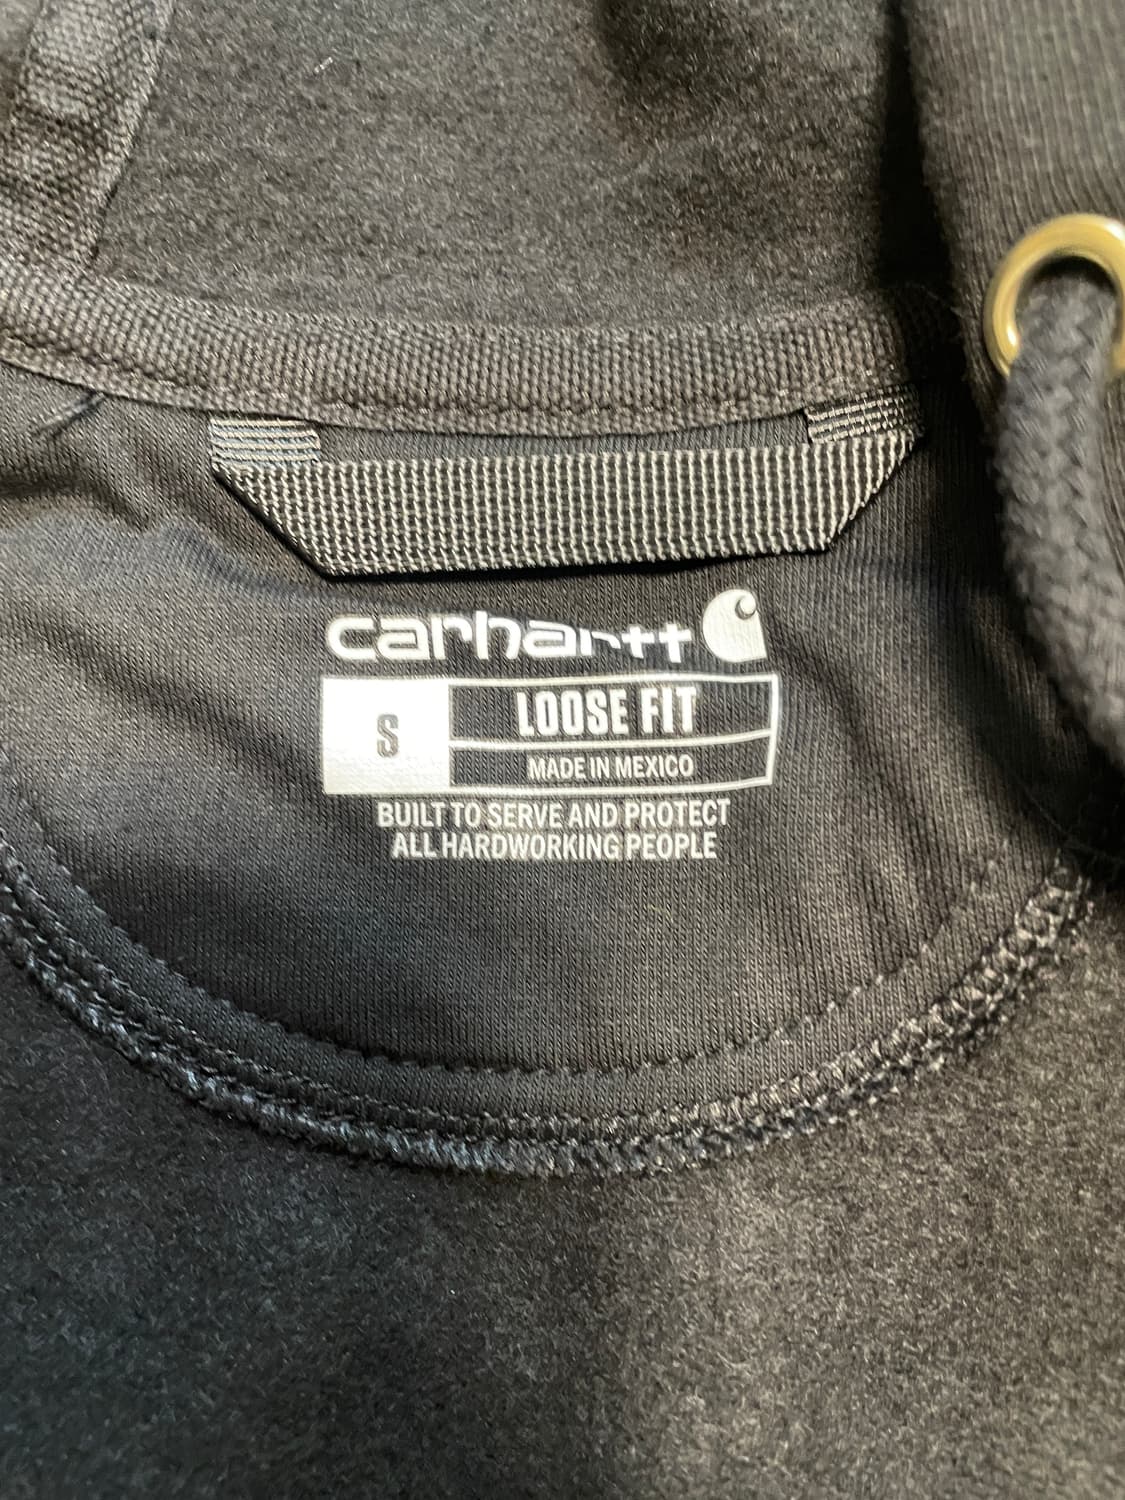 carhartt
S
LOOSE FIT
MADE IN MEXICO
BUILT TO SERVE AND PROTECT
ALL HARDWORKING PEOPLE